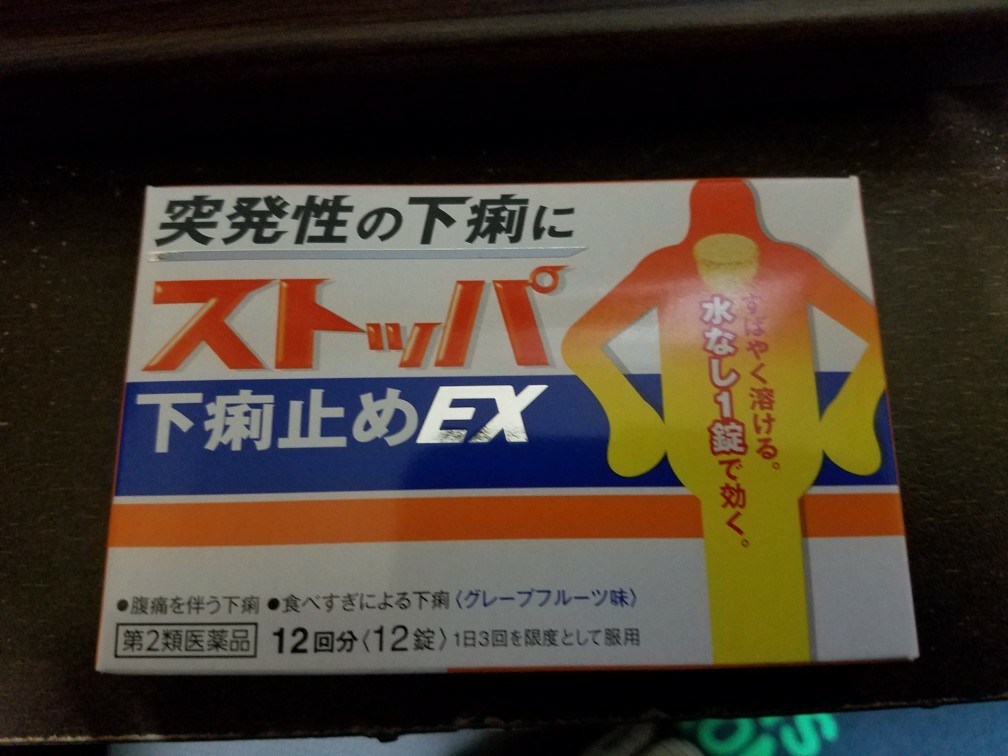 突発性の下痢に
ストッパ
下痢止めEX
すばやく溶ける。
水なし1錠で効く。
●腹痛を伴う下痢 ●食べすぎによる下痢〈グレープフルーツ味〉
第2類医薬品 12回分〈12錠〉1日3回を限度として服用